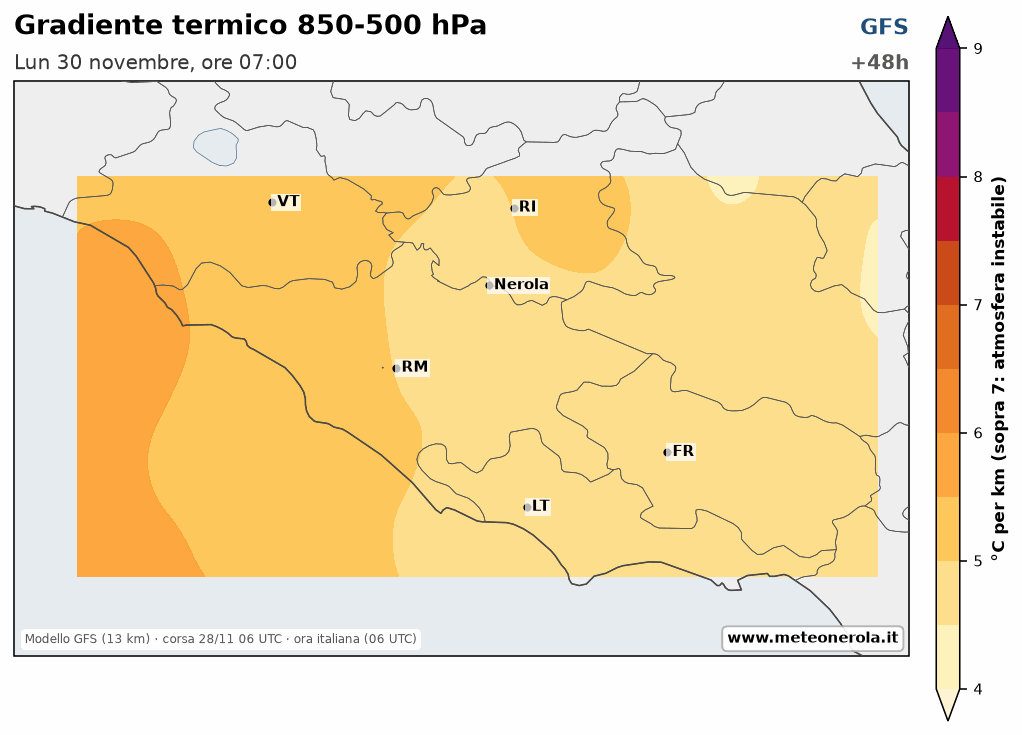 Gradiente termico 850-500 hPa
GFS
Lun 30 novembre, ore 07:00
+48h
VT
RI
Nerola
RM
FR
LT
Modello GFS (13 km) · corsa 28/11 06 UTC · ora italiana (06 UTC)
www.meteonerola.it
9
8
7
6
5
4
°C per km (sopra 7: atmosfera instabile)